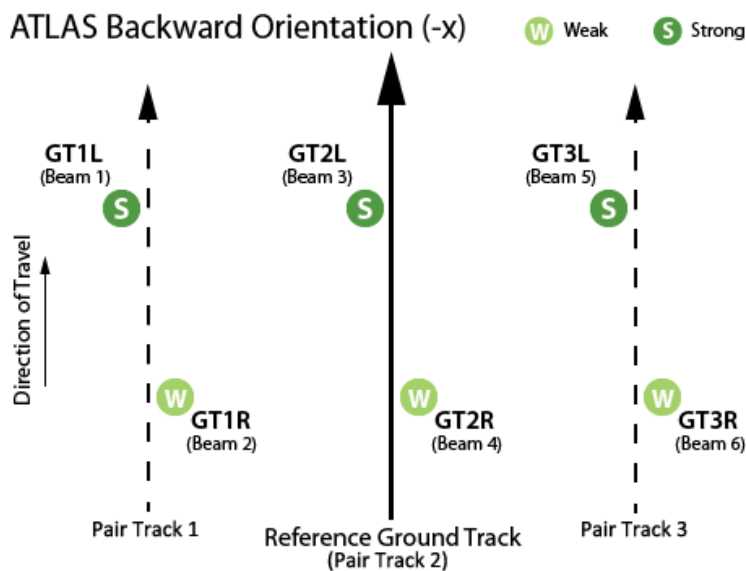 ATLAS Backward Orientation (-x)
W Weak
S Strong
GT1L
(Beam 1)
S
GT2L
(Beam 3)
S
GT3L
(Beam 5)
S
Direction of Travel
W
GT1R
(Beam 2)
W
GT2R
(Beam 4)
W
GT3R
(Beam 6)
Pair Track 1
Reference Ground Track
(Pair Track 2)
Pair Track 3